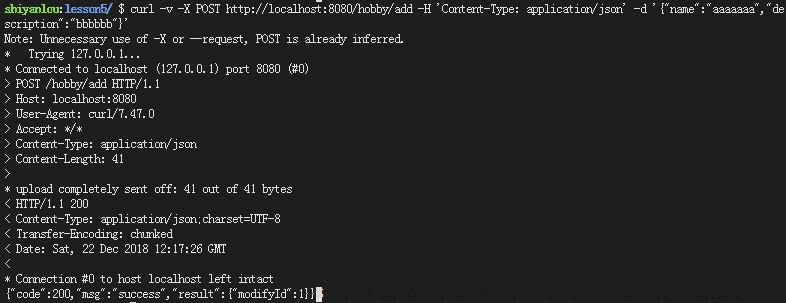 shiyanlou:lesson5/ $ curl -v -X POST http://localhost:8080/hobby/add -H 'Content-Type: application/json' -d '{"name":"aaaaaaa","de
scription":"bbbbbb"}'
Note: Unnecessary use of -X or --request, POST is already inferred.
*   Trying 127.0.0.1...
* Connected to localhost (127.0.0.1) port 8080 (#0)
> POST /hobby/add HTTP/1.1
> Host: localhost:8080
> User-Agent: curl/7.47.0
> Accept: */*
> Content-Type: application/json
> Content-Length: 41
>
* upload completely sent off: 41 out of 41 bytes
< HTTP/1.1 200
< Content-Type: application/json;charset=UTF-8
< Transfer-Encoding: chunked
< Date: Sat, 22 Dec 2018 12:17:26 GMT
<
* Connection #0 to host localhost left intact
{"code":200,"msg":"success","result":{"modifyId":1}}